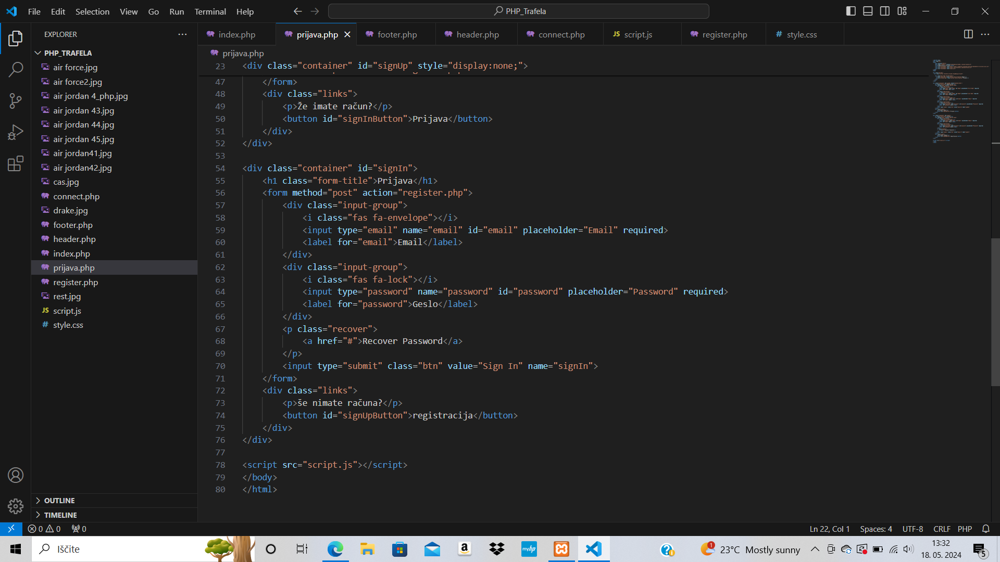 File Edit Selection View Go Run Terminal Help
PHP_Trafela
EXPLORER
PHP_TRAFELA
air force.jpg
air force2.jpg
air jordan 4_php.jpg
air jordan 43.jpg
air jordan 44.jpg
air jordan 45.jpg
air jordan41.jpg
air jordan42.jpg
cas.jpg
connect.php
drake.jpg
footer.php
header.php
index.php
prijava.php
register.php
rest.jpg
JS script.js
# style.css
OUTLINE
TIMELINE
index.php prijava.php footer.php header.php connect.php JS script.js register.php # style.css
prijava.php
23 <div class="container" id="signUp" style="display:none;">
47 </form>
48 <div class="links">
49 <p>Že imate račun?</p>
50 <button id="signInButton">Prijava</button>
51 </div>
52 </div>
53
54 <div class="container" id="signIn">
55 <h1 class="form-title">Prijava</h1>
56 <form method="post" action="register.php">
57 <div class="input-group">
58 <i class="fas fa-envelope"></i>
59 <input type="email" name="email" id="email" placeholder="Email" required>
60 <label for="email">Email</label>
61 </div>
62 <div class="input-group">
63 <i class="fas fa-lock"></i>
64 <input type="password" name="password" id="password" placeholder="Password" required>
65 <label for="password">Geslo</label>
66 </div>
67 <p class="recover">
68 <a href="#">Recover Password</a>
69 </p>
70 <input type="submit" class="btn" value="Sign In" name="signIn">
71 </form>
72 <div class="links">
73 <p>še nimate računa?</p>
74 <button id="signUpButton">registracija</button>
75 </div>
76 </div>
77
78 <script src="script.js"></script>
79 </body>
80 </html>
0 0 0
Ln 22, Col 1 Spaces: 4 UTF-8 CRLF PHP
Iščite
a
myhp
1
23°C Mostly sunny
13:32
18. 05. 2024
5